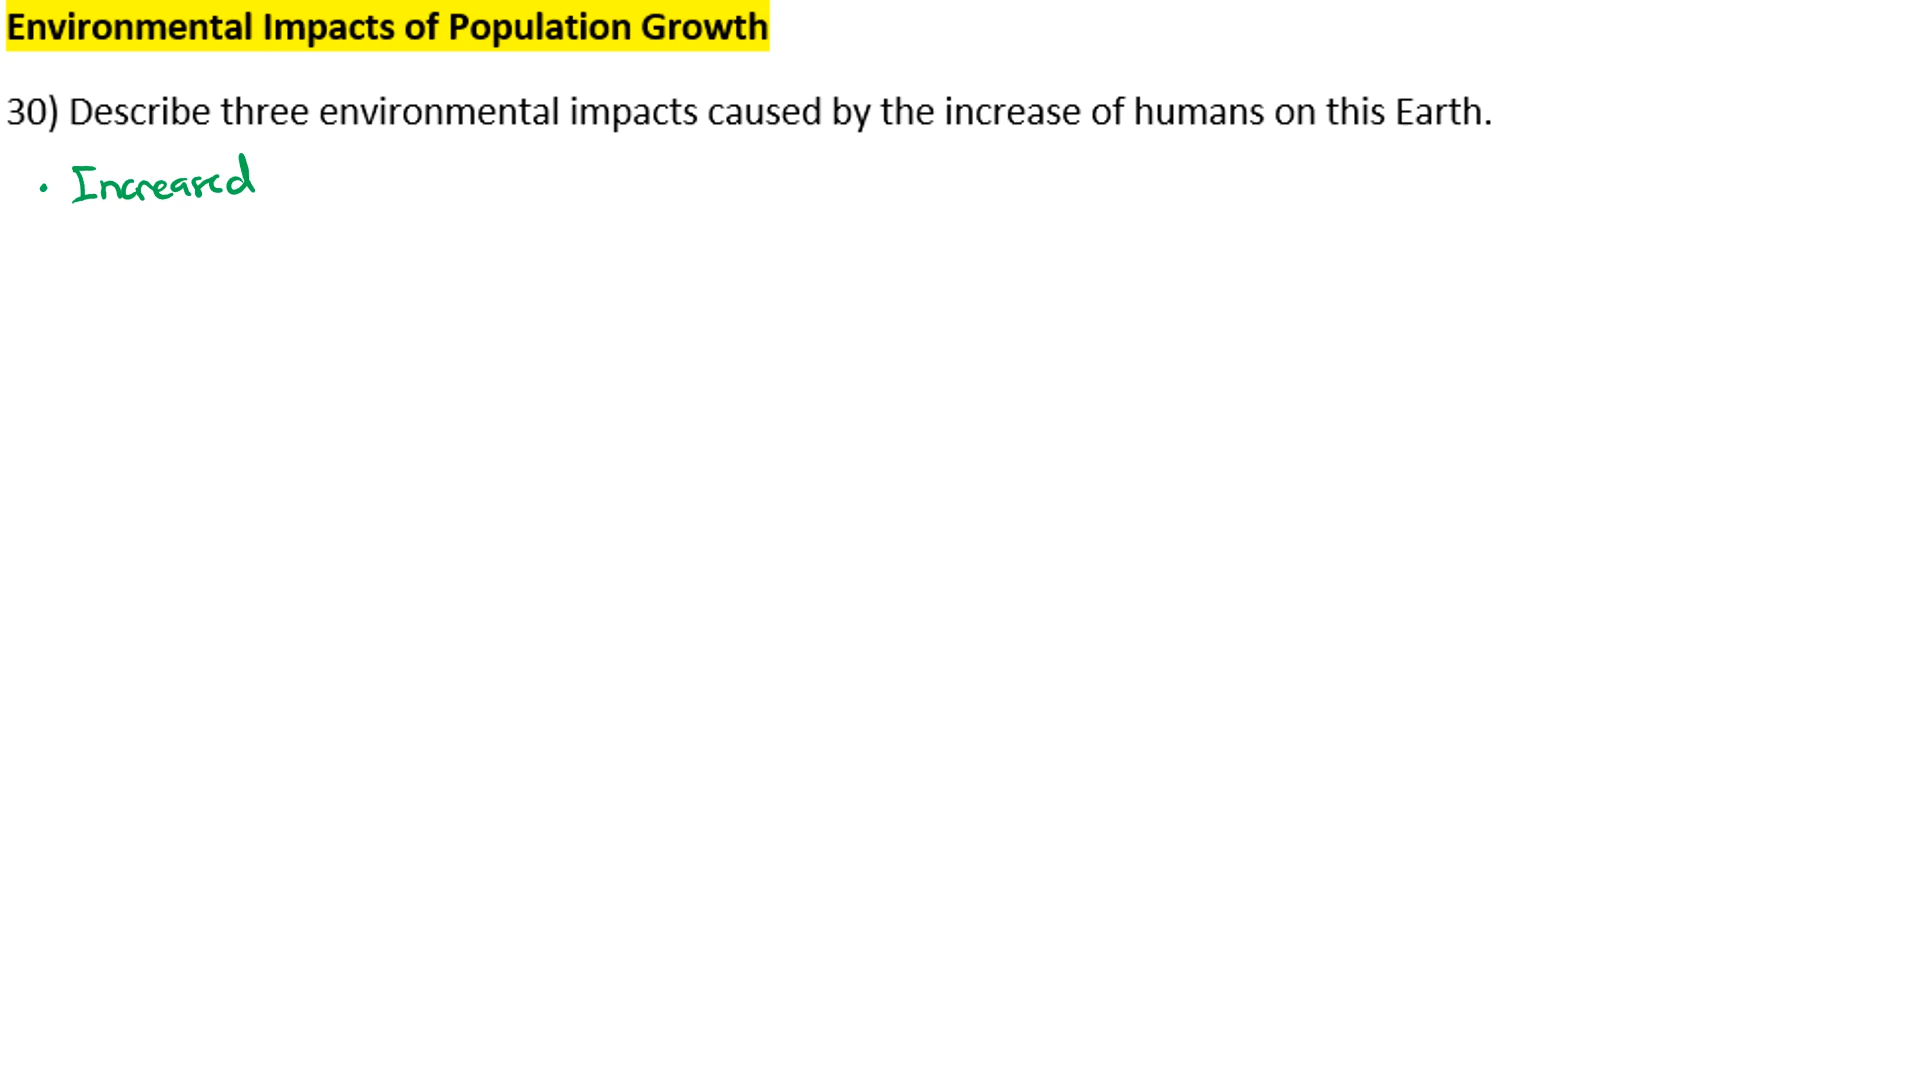 Environmental Impacts of Population Growth
30) Describe three environmental impacts caused by the increase of humans on this Earth.
• Increased